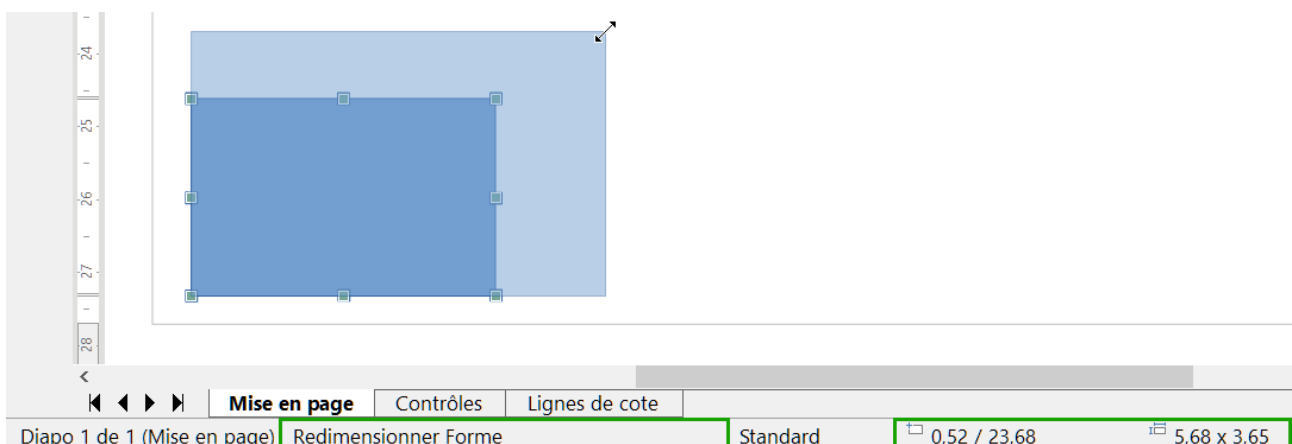 24
25
26
27
28
Mise en page Contrôles Lignes de cote
Diapo 1 de 1 (Mise en page) Redimensionner Forme Standard 0.52 / 23.68 5.68 x 3.65